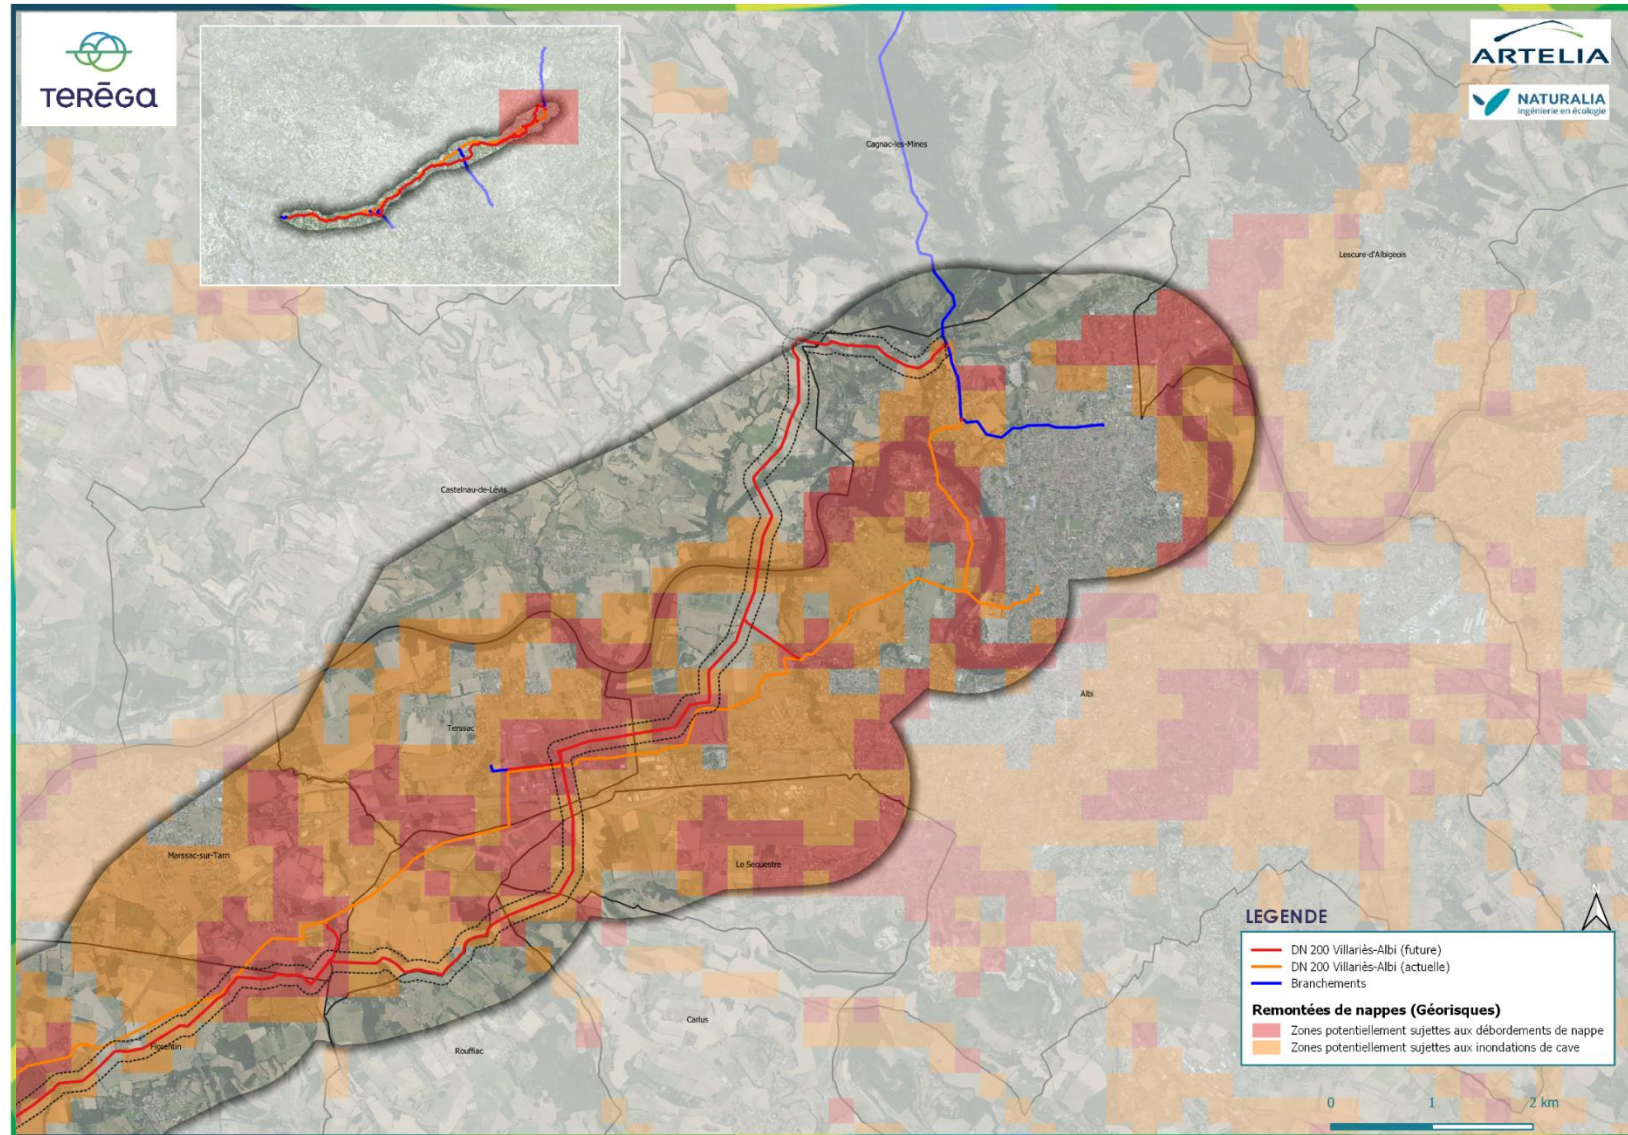 TERĒGA
ARTELIA
NATURALIA
ingénierie en écologie
Cagnac-les-Mines
Lescure-d'Albigeois
Castelnau-de-Lévis
Albi
Terssac
Marssac-sur-Tarn
Le Sequestre
Carlus
Florentin
Rouffiac
N
LEGENDE
DN 200 Villariès-Albi (future)
DN 200 Villariès-Albi (actuelle)
Branchements
Remontées de nappes (Géorisques)
Zones potentiellement sujettes aux débordements de nappe
Zones potentiellement sujettes aux inondations de cave
0 1 2 km